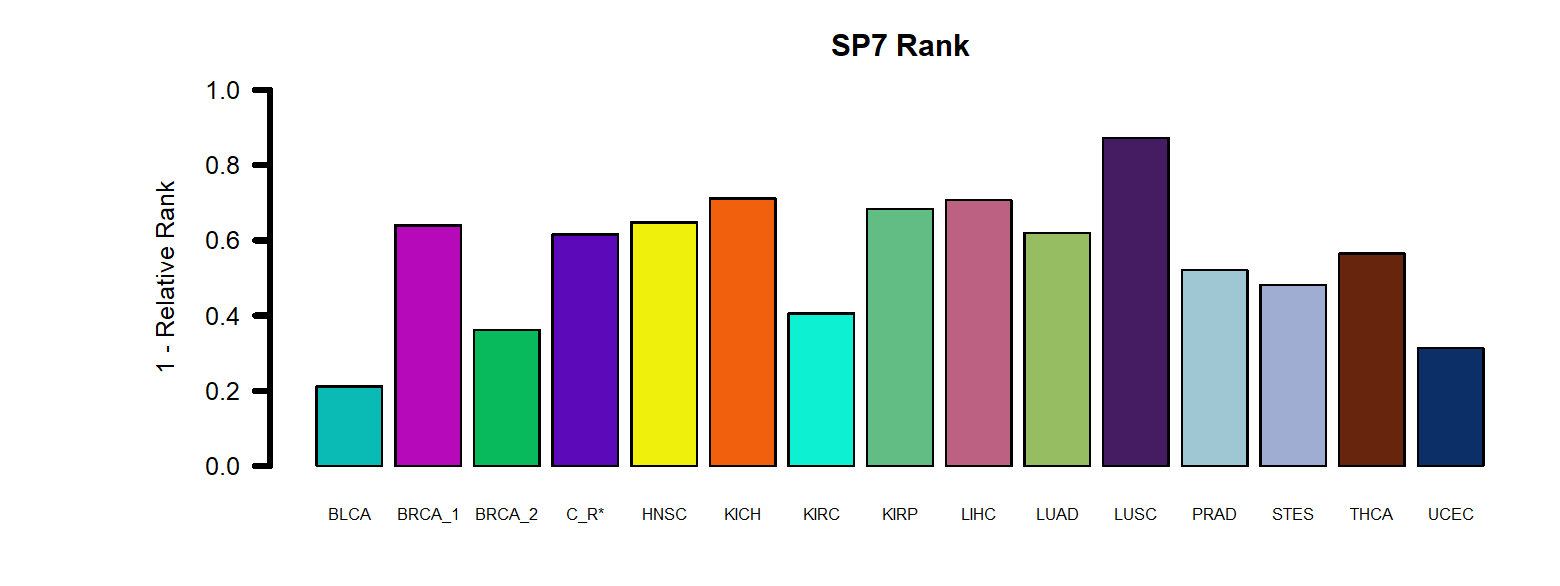 SP7 Rank
1 - Relative Rank
1.0
0.8
0.6
0.4
0.2
0.0
BLCA BRCA_1 BRCA_2 C_R* HNSC KICH KIRC KIRP LIHC LUAD LUSC PRAD STES THCA UCEC